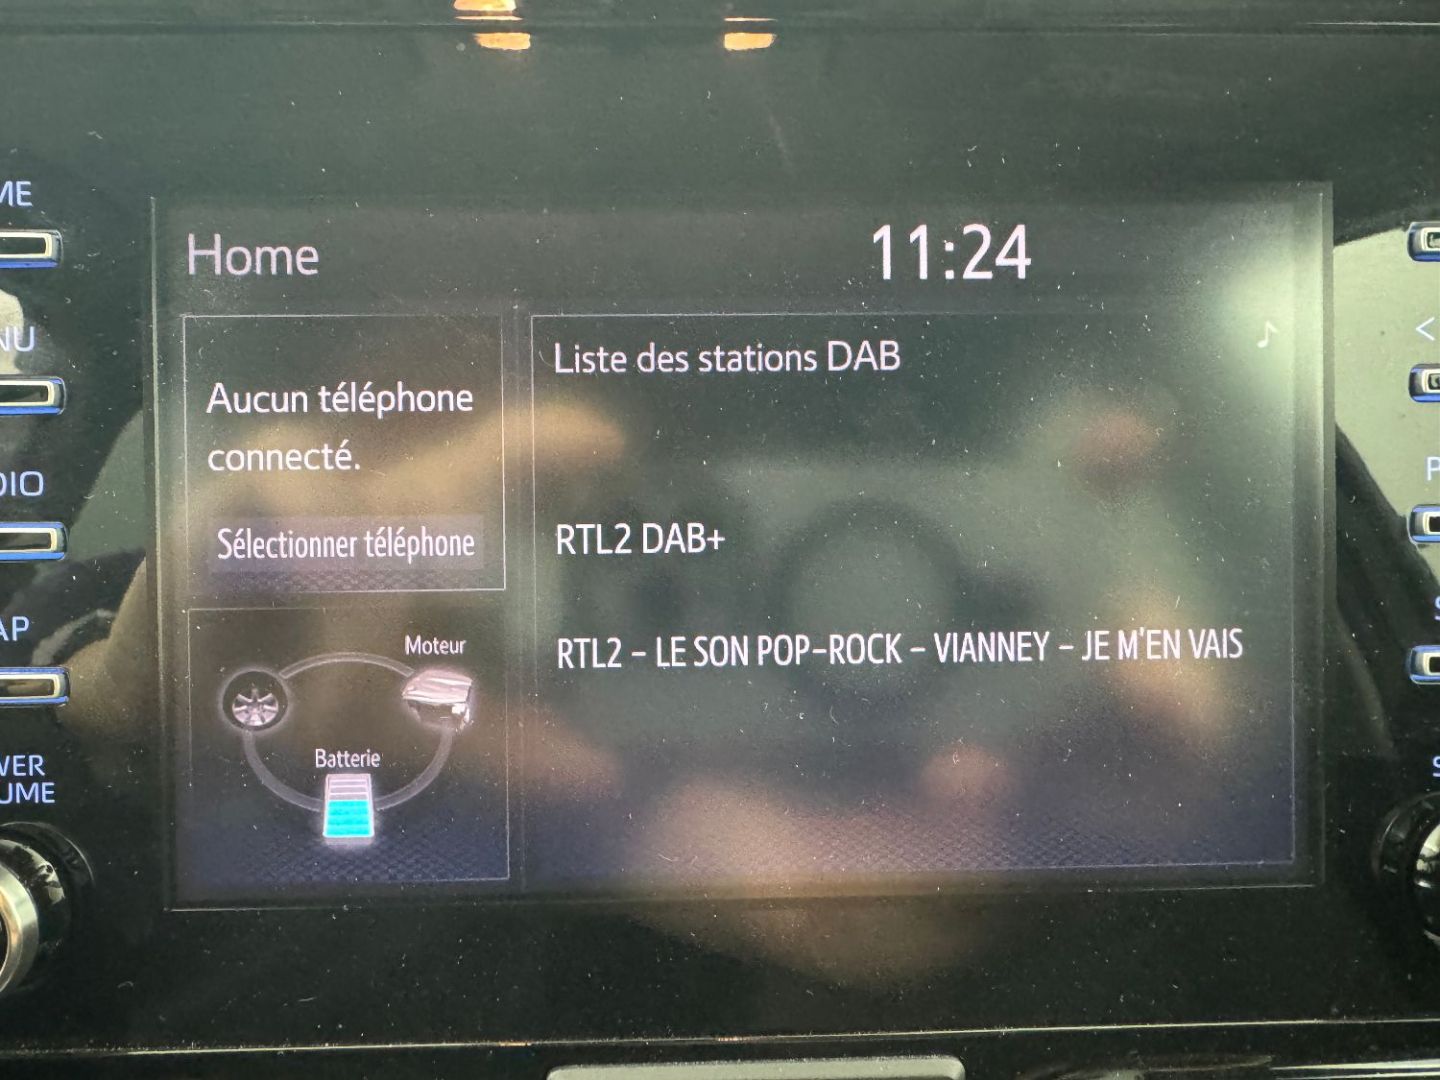 Home
11:24
Aucun téléphone
connecté.
Sélectionner téléphone
Liste des stations DAB
RTL2 DAB+
RTL2 - LE SON POP-ROCK - VIANNEY - JE M'EN VAIS
Moteur
Batterie